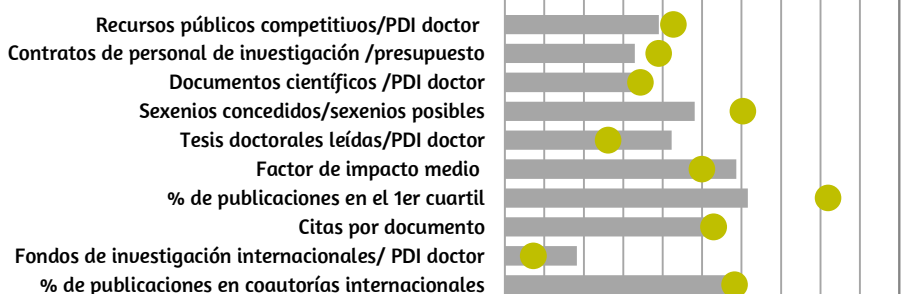 Recursos públicos competitivos/PDI doctor
Contratos de personal de investigación /presupuesto
Documentos científicos /PDI doctor
Sexenios concedidos/sexenios posibles
Tesis doctorales leídas/PDI doctor
Factor de impacto medio
% de publicaciones en el 1er cuartil
Citas por documento
Fondos de investigación internacionales/ PDI doctor
% de publicaciones en coautorías internacionales